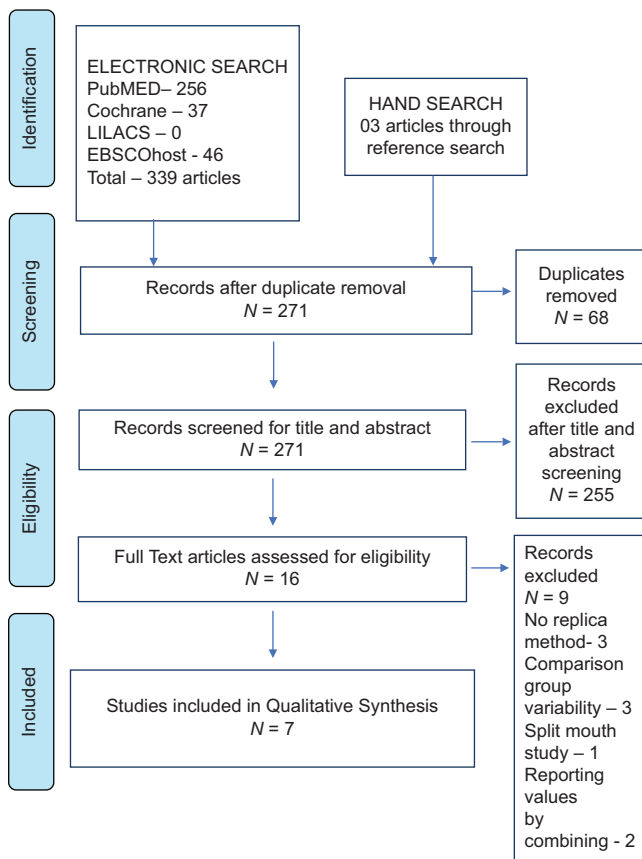 Identification
ELECTRONIC SEARCH
PubMED– 256
Cochrane – 37
LILACS – 0
EBSCOhost - 46
Total – 339 articles
HAND SEARCH
03 articles through
reference search
Screening
Records after duplicate removal
N = 271
Duplicates
removed
N = 68
Eligibility
Records screened for title and abstract
N = 271
Records
excluded
after title and
abstract
screening
N = 255
Full Text articles assessed for eligibility
N = 16
Records
excluded
N = 9
No replica
method- 3
Comparison
group
variability – 3
Split mouth
study – 1
Reporting
values
by
combining - 2
Included
Studies included in Qualitative Synthesis
N = 7